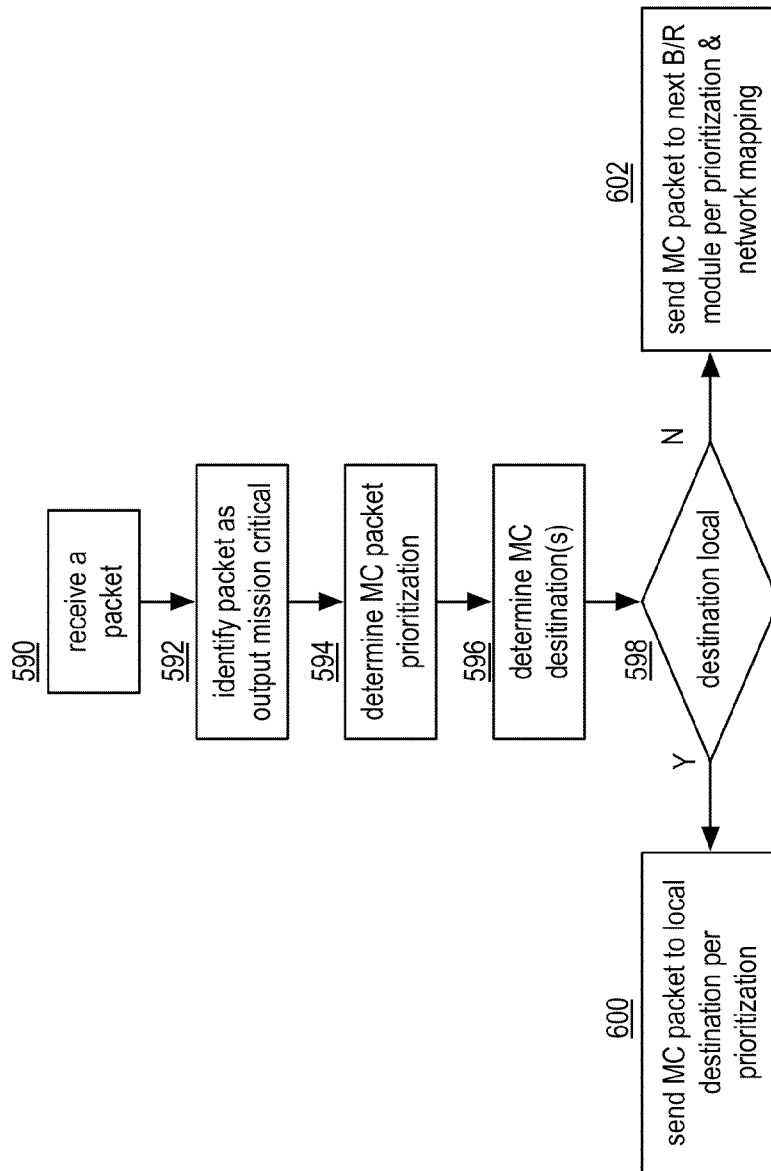 590
receive a
packet
592
identify packet as
output mission critical
594
determine MC packet
prioritization
596
determine MC
desitination(s)
598
destination local
Y
N
600
send MC packet to local
destination per
prioritization
602
send MC packet to next B/R
module per prioritization &
network mapping